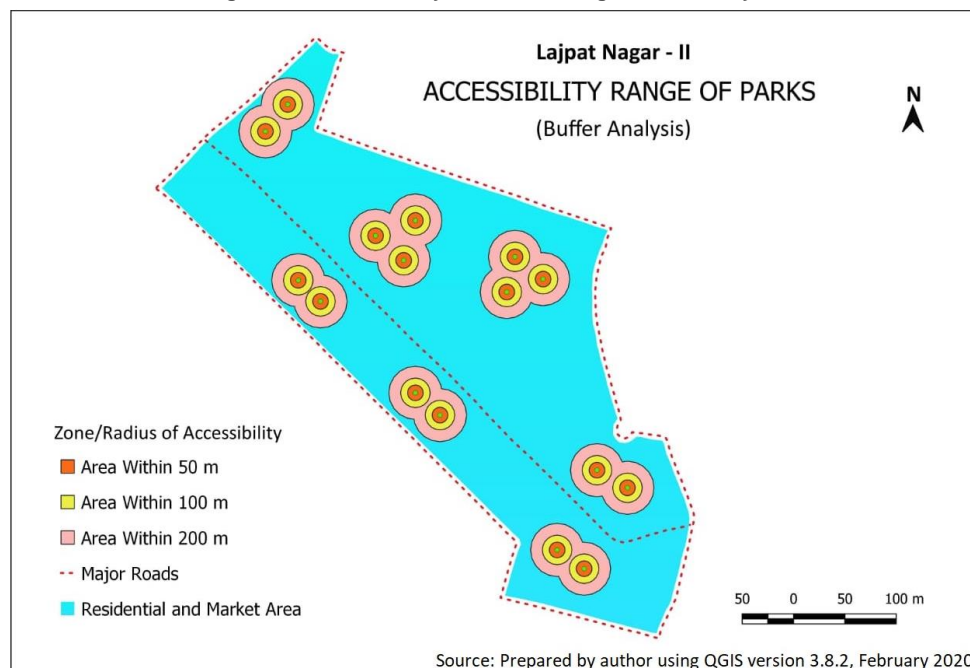 Lajpat Nagar - II
ACCESSIBILITY RANGE OF PARKS
(Buffer Analysis)
N
Zone/Radius of Accessibility
Area Within 50 m
Area Within 100 m
Area Within 200 m
Major Roads
Residential and Market Area
50 0 50 100 m
Source: Prepared by author using QGIS version 3.8.2, February 2020